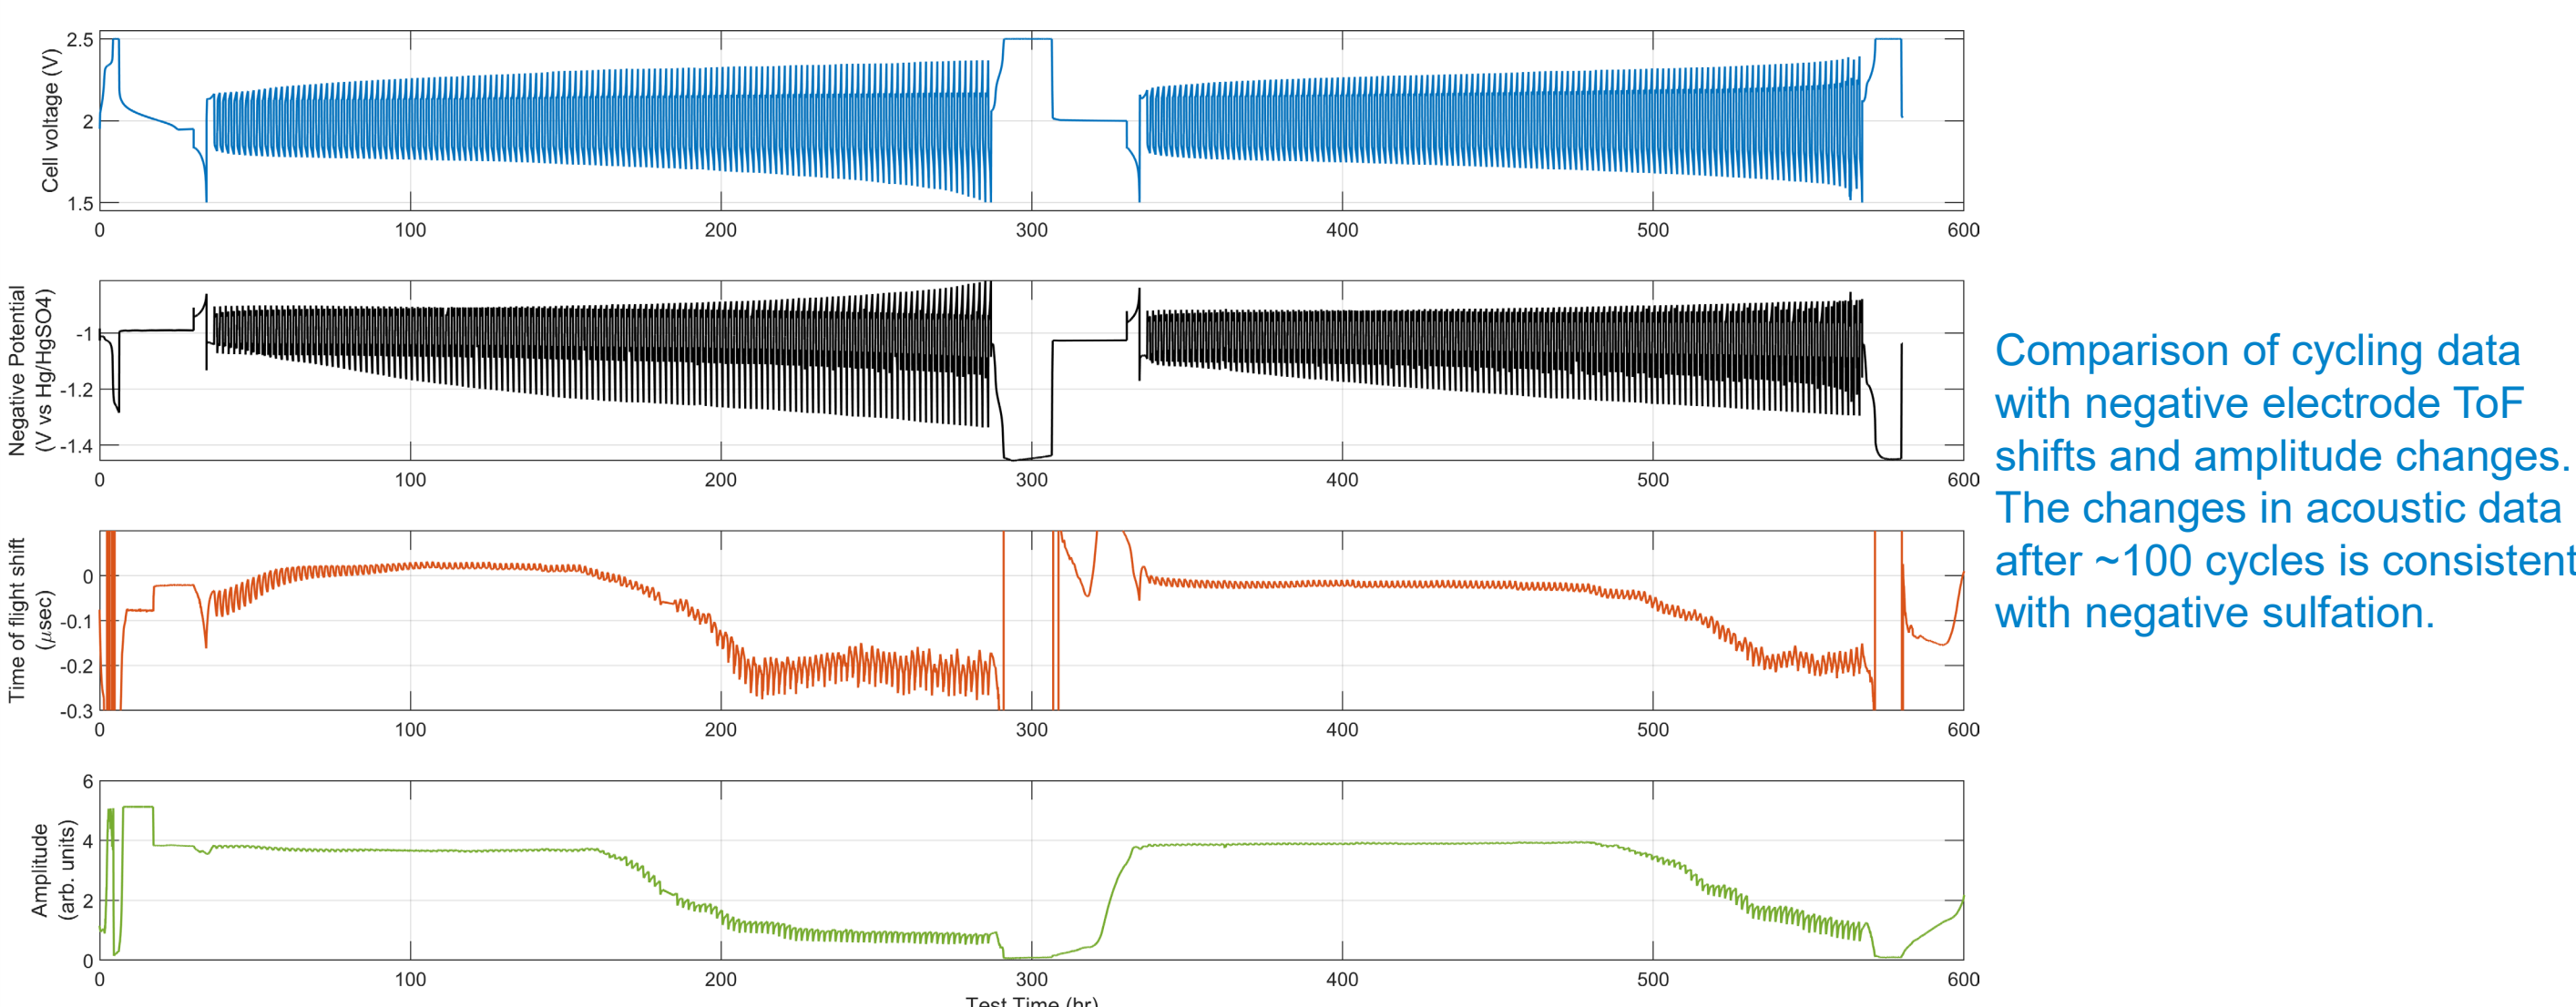 2.5
2
1.5
Cell voltage (V)
0 100 200 300 400 500 600
-1
-1.2
-1.4
Negative Potential
(V vs Hg/HgSO4)
0 100 200 300 400 500 600
0
-0.1
-0.2
-0.3
Time of flight shift
(μsec)
0 100 200 300 400 500 600
6
4
2
0
Amplitude
(arb. units)
0 100 200 300 400 500 600
Test Time (hr)
Comparison of cycling data
with negative electrode ToF
shifts and amplitude changes.
The changes in acoustic data
after ~100 cycles is consistent
with negative sulfation.